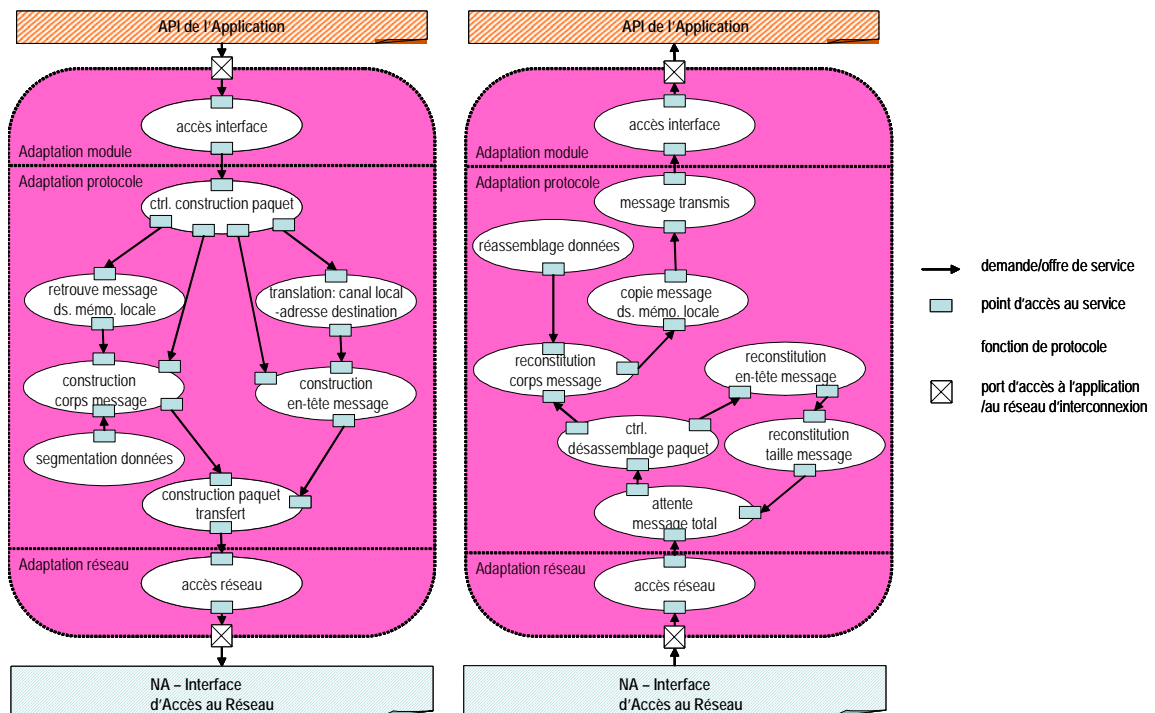 API de l'Application
accès interface
Adaptation module
Adaptation protocole
ctrl. construction paquet
retrouve message
ds. mémo. locale
translation: canal local
-adresse destination
construction
corps message
construction
en-tête message
segmentation données
construction paquet
transfert
Adaptation réseau
accès réseau
NA – Interface
d'Accès au Réseau
API de l'Application
accès interface
Adaptation module
Adaptation protocole
message transmis
réassemblage données
copie message
ds. mémo. locale
reconstitution
corps message
reconstitution
en-tête message
ctrl.
désassemblage paquet
reconstitution
taille message
attente
message total
Adaptation réseau
accès réseau
NA – Interface
d'Accès au Réseau
demande/offre de service
point d'accès au service
fonction de protocole
port d'accès à l'application
/au réseau d'interconnexion